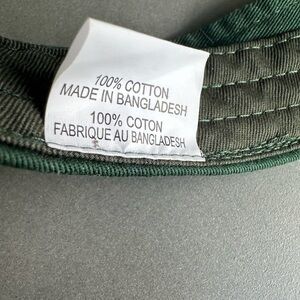 100% COTTON
MADE IN BANGLADESH
100% COTON
FABRIQUE AU BANGLADESH